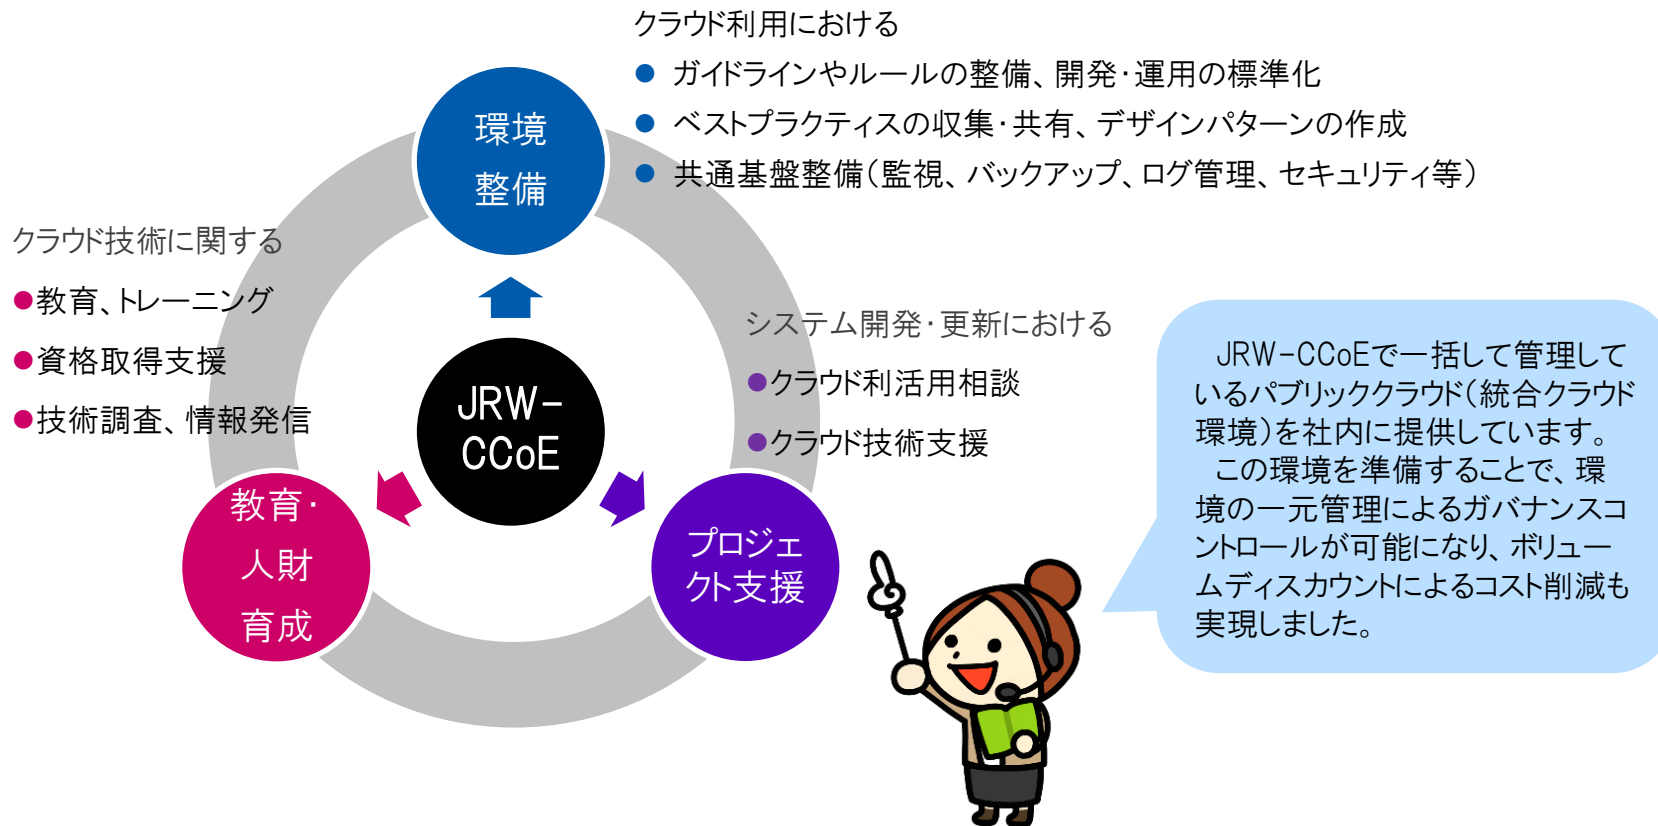 クラウド利用における
● ガイドラインやルールの整備、開発・運用の標準化
● ベストプラクティスの収集・共有、デザインパターンの作成
● 共通基盤整備（監視、バックアップ、ログ管理、セキュリティ等）
環境
整備
クラウド技術に関する
●教育、トレーニング
●資格取得支援
●技術調査、情報発信
システム開発・更新における
●クラウド利活用相談
●クラウド技術支援
JRW-
CCoE
教育・
人財
育成
プロジェ
クト支援
JRW-CCoEで一括して管理して
いるパブリッククラウド（統合クラウド
環境）を社内に提供しています。
この環境を準備することで、環
境の一元管理によるガバナンスコ
ントロールが可能になり、ボリュー
ムディスカウントによるコスト削減も
実現しました。